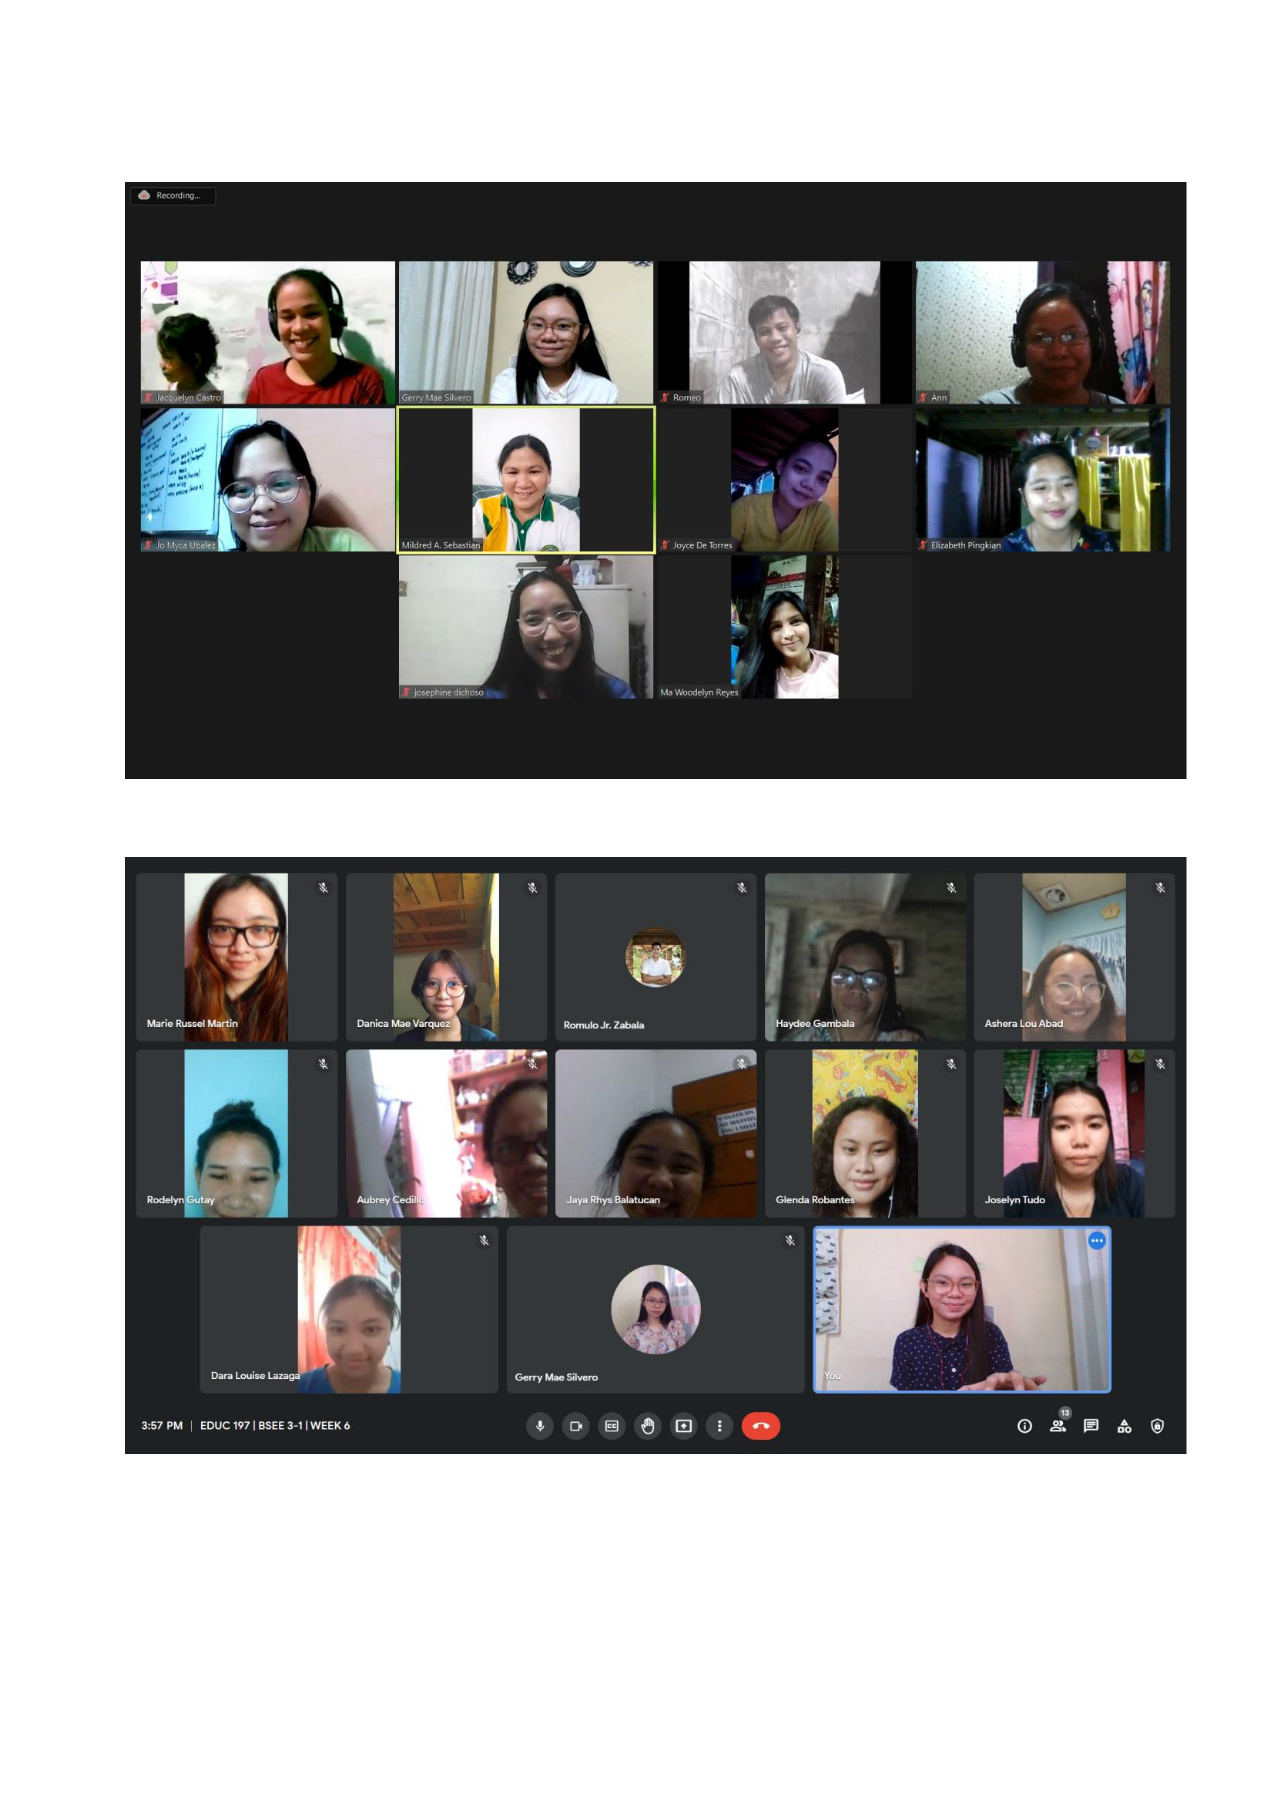 Recording...
Jacquelyn Castro
Gerry Mae Silvero
Romeo
Ann
Jo Myca Ubalez
Mildred A. Sebastian
Joyce De Torres
Elizabeth Pingkian
josephine dichoso
Ma Woodelyn Reyes
Marie Russel Martin
Danica Mae Varquez
Romulo Jr. Zabala
Haydee Gambala
Ashera Lou Abad
Rodelyn Gutay
Aubrey Cedillo
Jaya Rhys Balatucan
Glenda Robantes
Joselyn Tudo
Dara Louise Lazaga
Gerry Mae Silvero
You
3:57 PM | EDUC 197 | BSEE 3-1 | WEEK 6
13